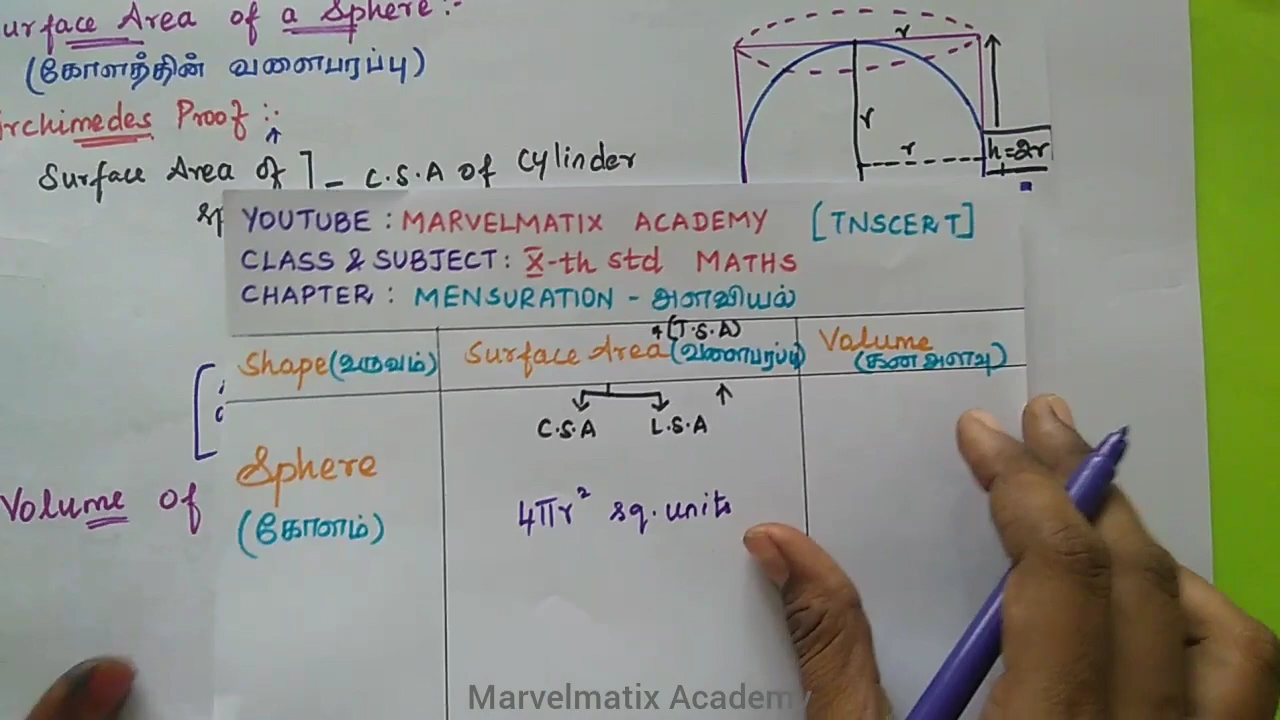 urface Area of a Sphere:-
(கோளத்தின் வளைபரப்பு)
rchimedes Proof :-
Surface Area of ] - C.S.A of Cylinder
sp
r
r
r
h=2r
YOUTUBE : MARVELMATIX ACADEMY [TNSCERT]
CLASS & SUBJECT: X-th std MATHS
CHAPTER : MENSURATION - அளவியல்
Shape(உருவம்) Surface Area (வளைபரப்பு) (T.S.A) Volume (கன அளவு)
C.S.A L.S.A
Sphere
(கோளம்)
4πr² sq.units
Volume of
Marvelmatix Academy